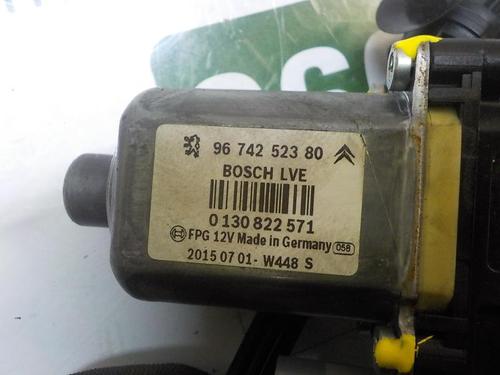 96 742 523 80
BOSCH LVE
0 130 822 571
FPG 12V Made in Germany 058
2015 07 01- W448 S